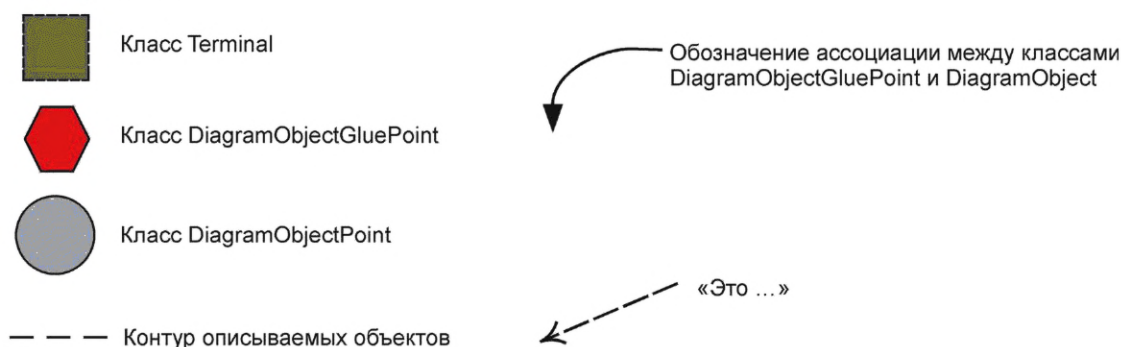 Класс Terminal
Обозначение ассоциации между классами
DiagramObjectGluePoint и DiagramObject
Класс DiagramObjectGluePoint
Класс DiagramObjectPoint
«Это ...»
Контур описываемых объектов